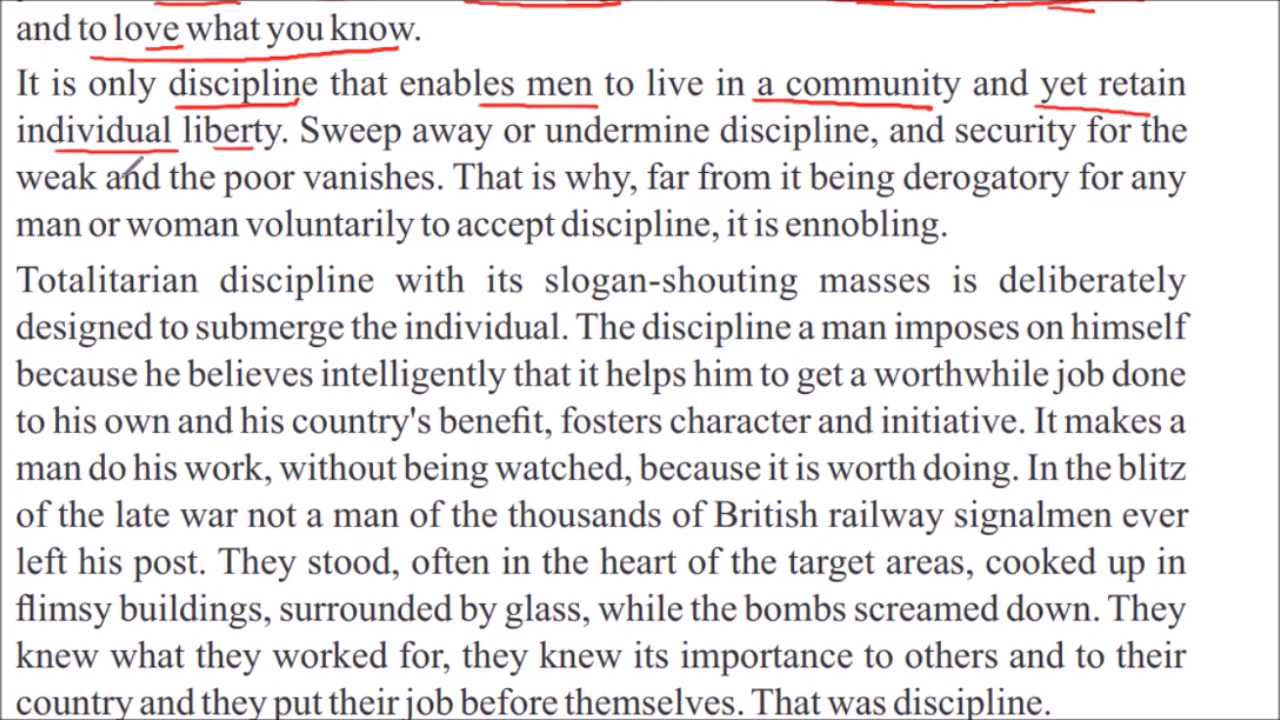 and to love what you know.
It is only discipline that enables men to live in a community and yet retain
individual liberty. Sweep away or undermine discipline, and security for the
weak and the poor vanishes. That is why, far from it being derogatory for any
man or woman voluntarily to accept discipline, it is ennobling.
Totalitarian discipline with its slogan-shouting masses is deliberately
designed to submerge the individual. The discipline a man imposes on himself
because he believes intelligently that it helps him to get a worthwhile job done
to his own and his country's benefit, fosters character and initiative. It makes a
man do his work, without being watched, because it is worth doing. In the blitz
of the late war not a man of the thousands of British railway signalmen ever
left his post. They stood, often in the heart of the target areas, cooked up in
flimsy buildings, surrounded by glass, while the bombs screamed down. They
knew what they worked for, they knew its importance to others and to their
country and they put their job before themselves. That was discipline.